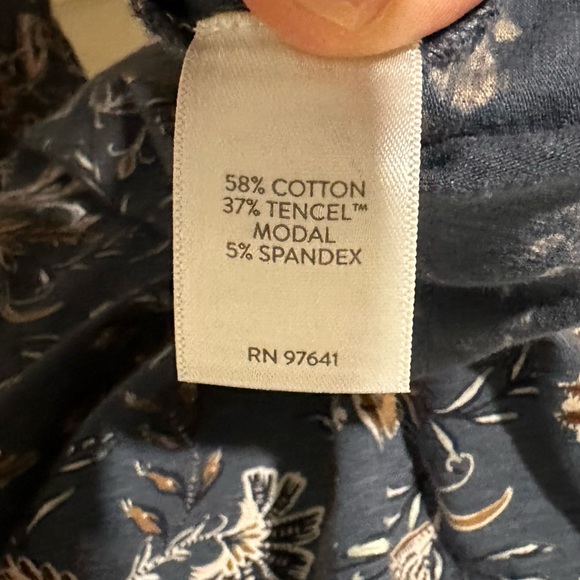 58% COTTON
37% TENCEL™
MODAL
5% SPANDEX
RN 97641